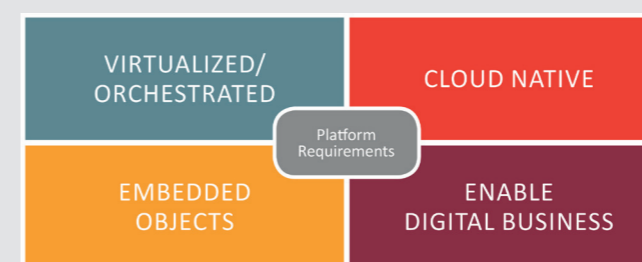 VIRTUALIZED/
ORCHESTRATED
CLOUD NATIVE
Platform
Requirements
EMBEDDED
OBJECTS
ENABLE
DIGITAL BUSINESS